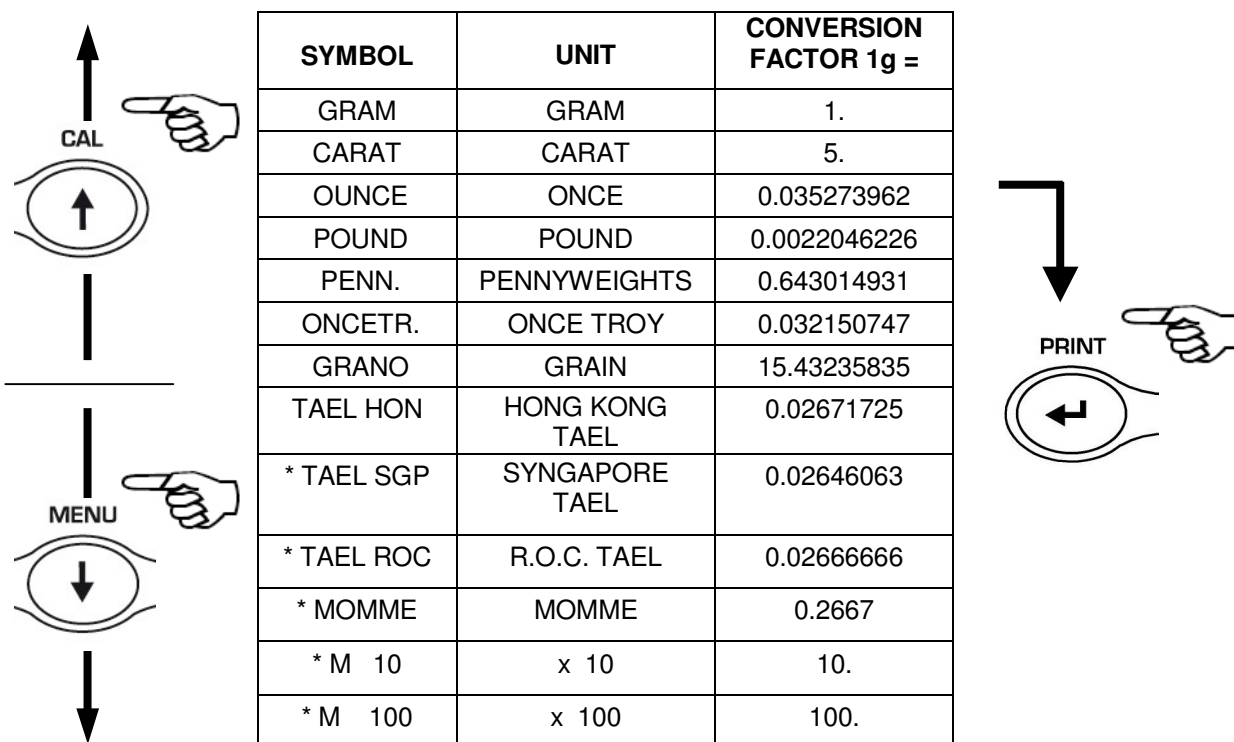 CAL
MENU
SYMBOL UNIT CONVERSION FACTOR 1g =
GRAM GRAM 1.
CARAT CARAT 5.
OUNCE ONCE 0.035273962
POUND POUND 0.0022046226
PENN. PENNYWEIGHTS 0.643014931
ONCETR. ONCE TROY 0.032150747
GRANO GRAIN 15.43235835
TAEL HON HONG KONG TAEL 0.02671725
* TAEL SGP SYNGAPORE TAEL 0.02646063
* TAEL ROC R.O.C. TAEL 0.02666666
* MOMME MOMME 0.2667
* M 10 x 10 10.
* M 100 x 100 100.
PRINT